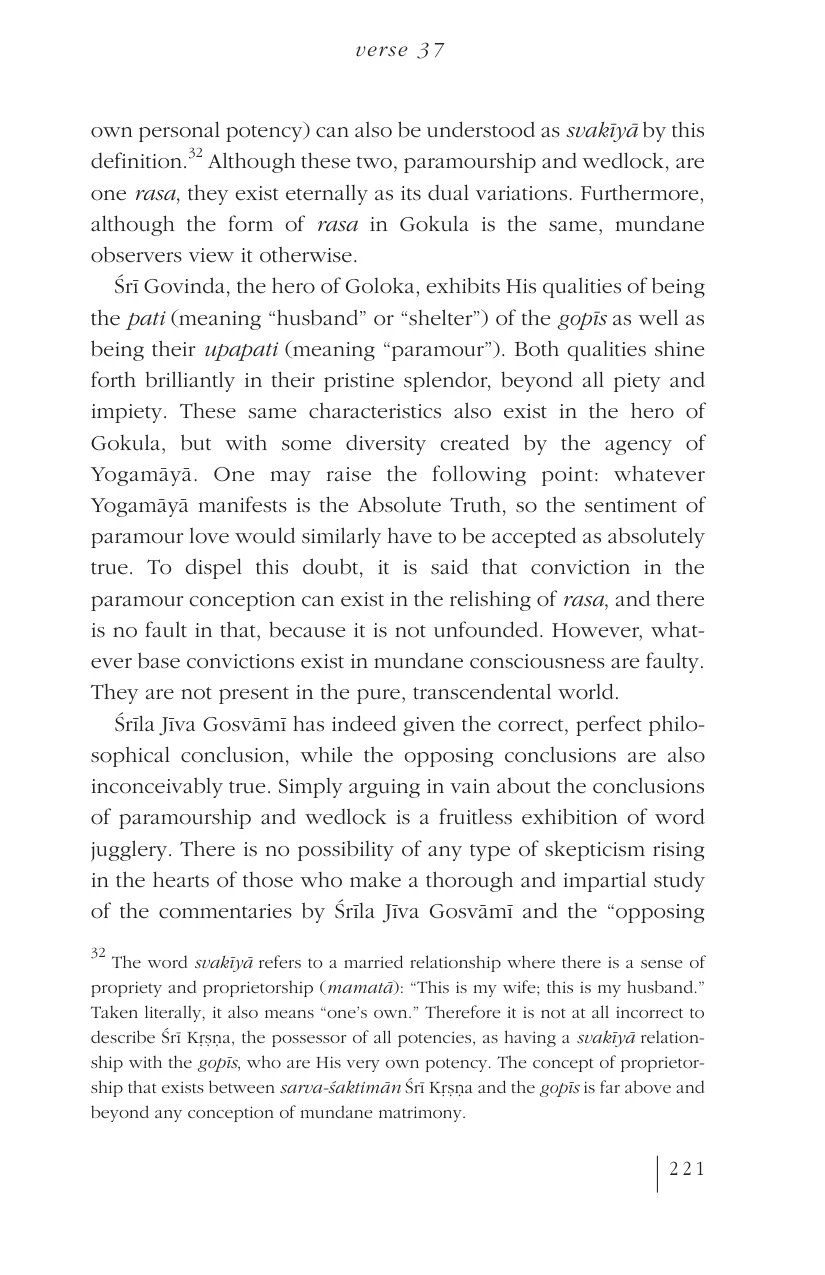 verse 37
own personal potency) can also be understood as svakīyā by this
definition.32 Although these two, paramourship and wedlock, are
one rasa, they exist eternally as its dual variations. Furthermore,
although the form of rasa in Gokula is the same, mundane
observers view it otherwise.
Śrī Govinda, the hero of Goloka, exhibits His qualities of being
the pati (meaning “husband” or “shelter”) of the gopīs as well as
being their upapati (meaning “paramour”). Both qualities shine
forth brilliantly in their pristine splendor, beyond all piety and
impiety. These same characteristics also exist in the hero of
Gokula, but with some diversity created by the agency of
Yogamāyā. One may raise the following point: whatever
Yogamāyā manifests is the Absolute Truth, so the sentiment of
paramour love would similarly have to be accepted as absolutely
true. To dispel this doubt, it is said that conviction in the
paramour conception can exist in the relishing of rasa, and there
is no fault in that, because it is not unfounded. However, what-
ever base convictions exist in mundane consciousness are faulty.
They are not present in the pure, transcendental world.
Śrīla Jīva Gosvāmī has indeed given the correct, perfect philo-
sophical conclusion, while the opposing conclusions are also
inconceivably true. Simply arguing in vain about the conclusions
of paramourship and wedlock is a fruitless exhibition of word
jugglery. There is no possibility of any type of skepticism rising
in the hearts of those who make a thorough and impartial study
of the commentaries by Śrīla Jīva Gosvāmī and the “opposing
32 The word svakīyā refers to a married relationship where there is a sense of
propriety and proprietorship (mamatā): “This is my wife; this is my husband.”
Taken literally, it also means “one’s own.” Therefore it is not at all incorrect to
describe Śrī Kṛṣṇa, the possessor of all potencies, as having a svakīyā relation-
ship with the gopīs, who are His very own potency. The concept of proprietor-
ship that exists between sarva-śaktimān Śrī Kṛṣṇa and the gopīs is far above and
beyond any conception of mundane matrimony.
221